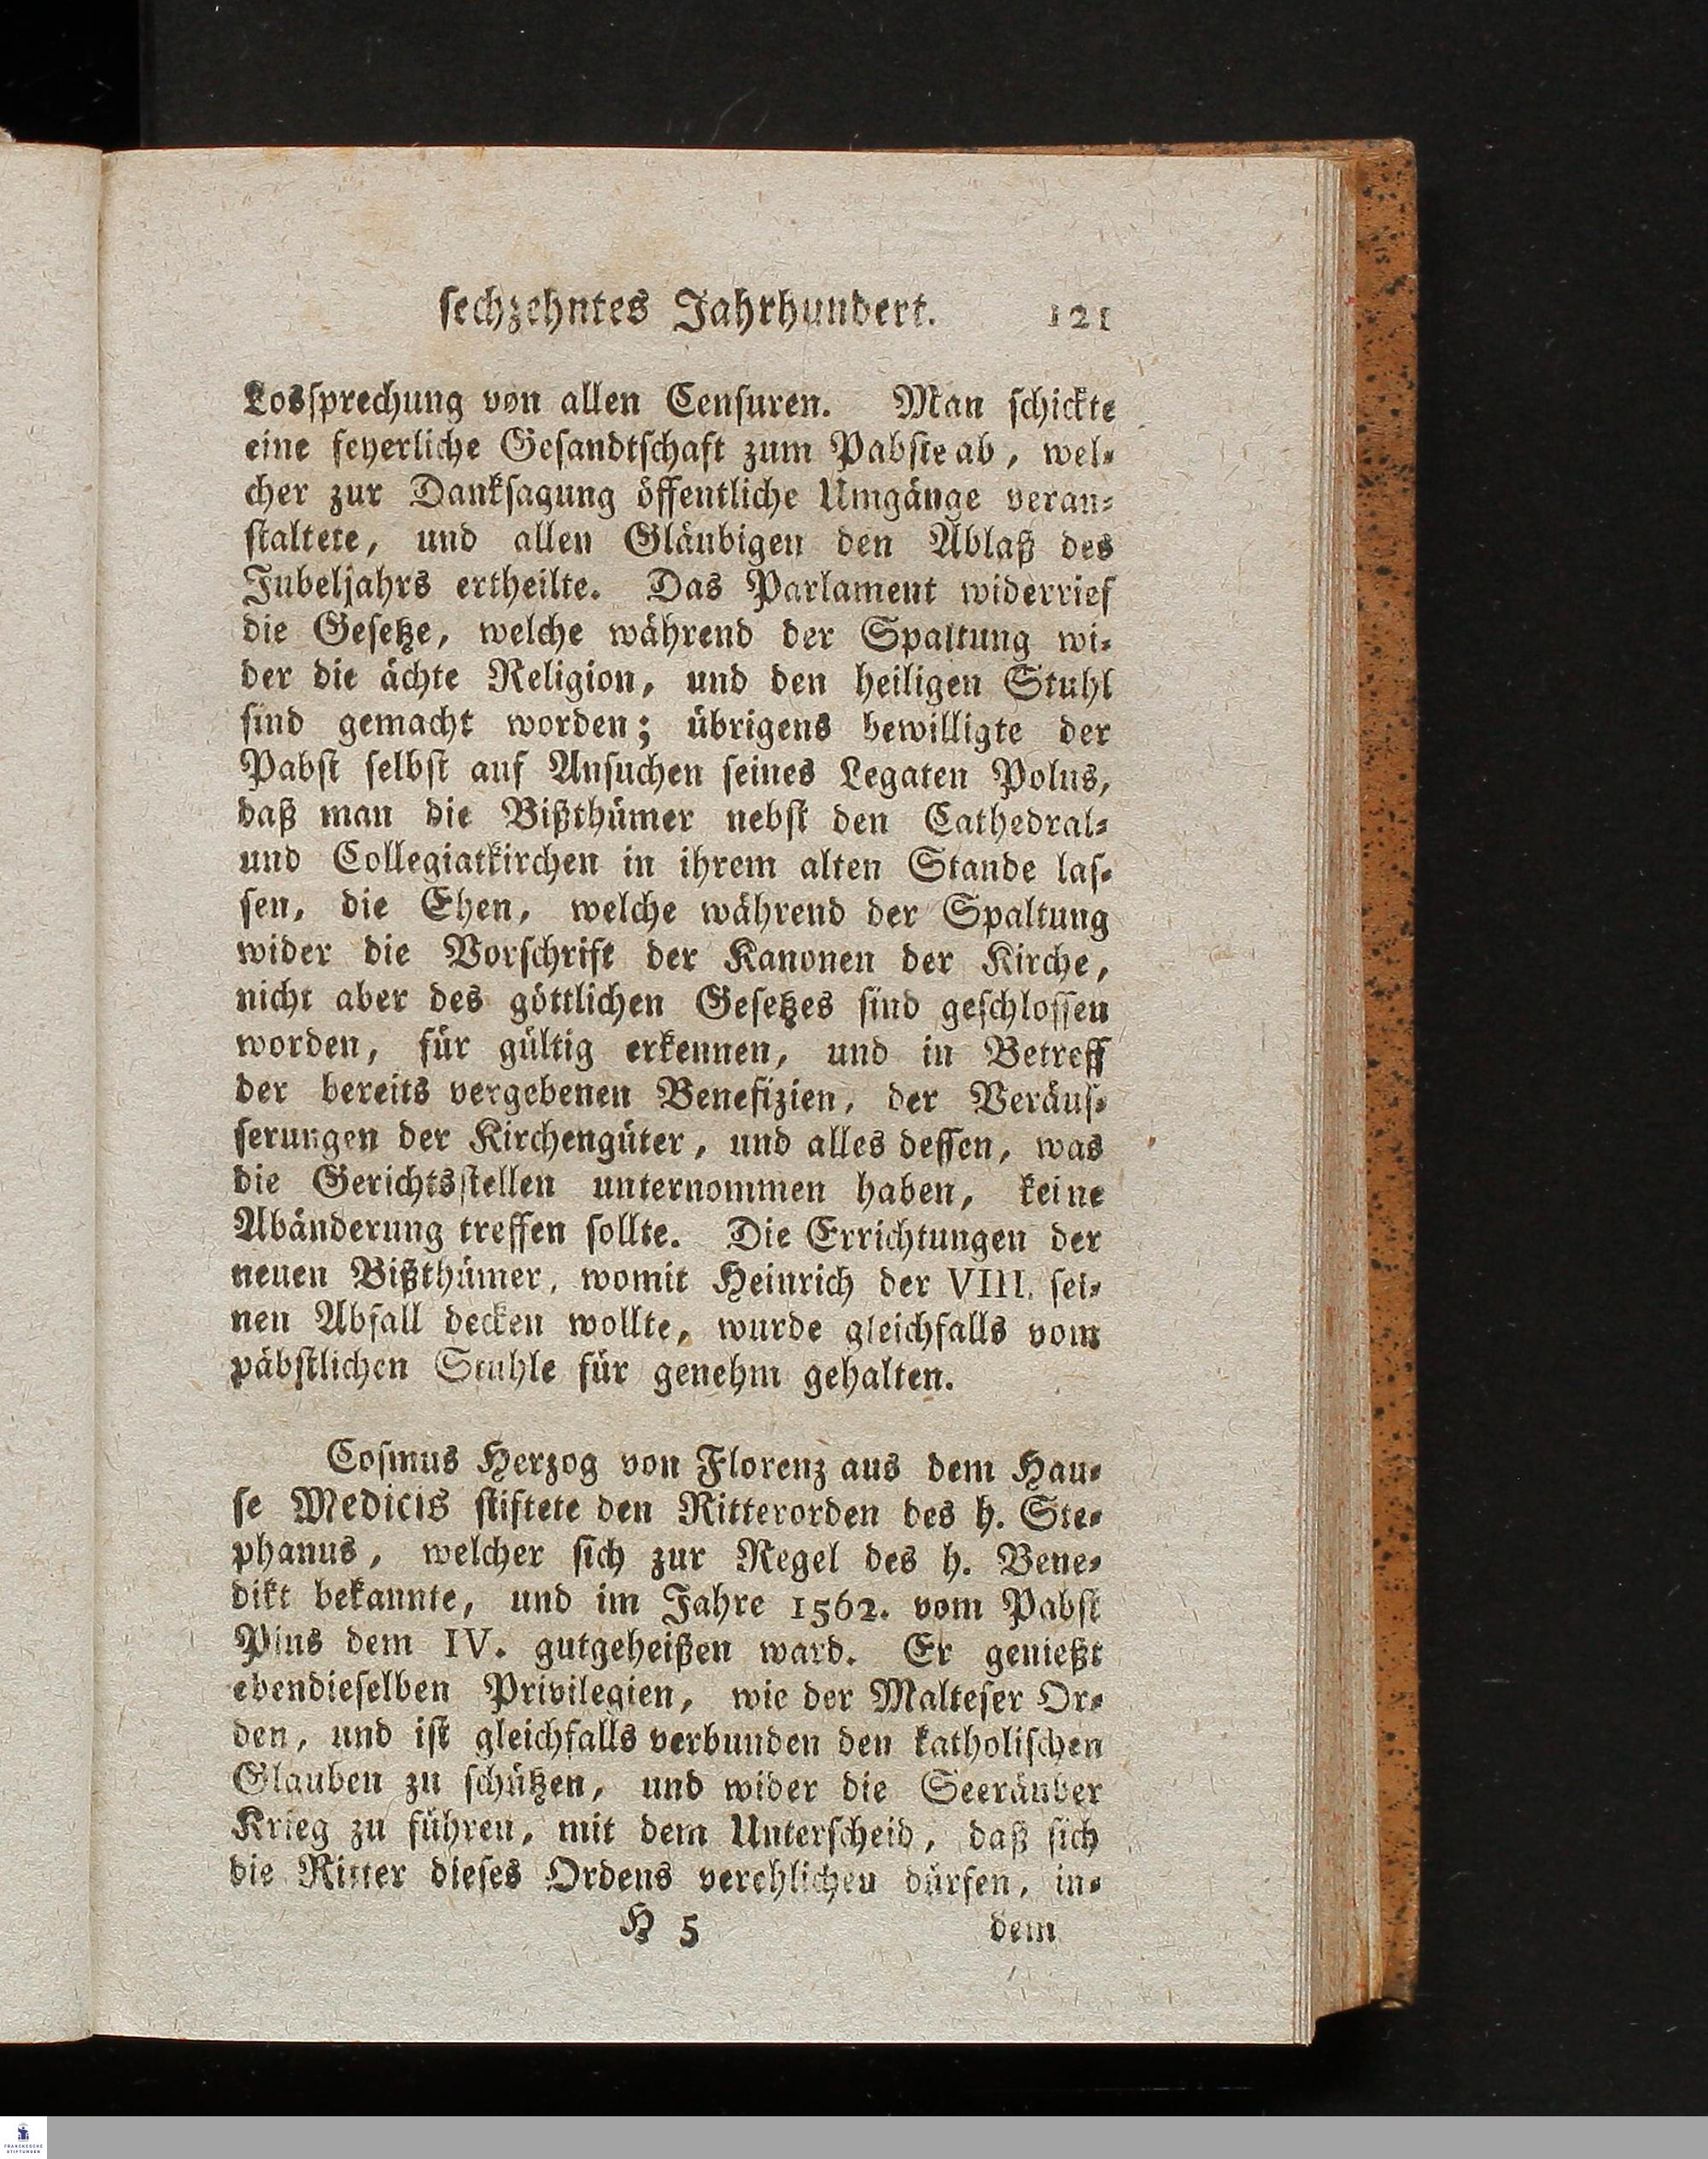 sechzehntes Jahrhundert. 121
Lossprechung von allen Censuren. Man schickte
eine feyerliche Gesandtschaft zum Pabste ab, wel-
cher zur Danksagung öffentliche Umgänge veran-
staltete, und allen Gläubigen den Ablaß des
Jubeljahrs ertheilte. Das Parlament widerrief
die Gesetze, welche während der Spaltung wi-
der die ächte Religion, und den heiligen Stuhl
sind gemacht worden; übrigens bewilligte der
Pabst selbst auf Ansuchen seines Legaten Polus,
daß man die Bißthümer nebst den Cathedral-
und Collegiatkirchen in ihrem alten Stande las-
sen, die Ehen, welche während der Spaltung
wider die Vorschrift der Kanonen der Kirche,
nicht aber des göttlichen Gesetzes sind geschlossen
worden, für gültig erkennen, und in Betreff
der bereits vergebenen Benefizien, der Veräus-
serungen der Kirchengüter, und alles dessen, was
die Gerichtsstellen unternommen haben, keine
Abänderung treffen sollte. Die Errichtungen der
neuen Bißthümer, womit Heinrich der VIII. sei-
nen Abfall decken wollte, wurde gleichfalls vom
päbstlichen Stuhle für genehm gehalten.
Cosmus Herzog von Florenz aus dem Hau-
se Medicis stiftete den Ritterorden des h. Ste-
phanus, welcher sich zur Regel des h. Bene-
dikt bekannte, und im Jahre 1562. vom Pabst
Pius dem IV. gutgeheißen ward. Er genießt
ebendieselben Privilegien, wie der Malteser Or-
den, und ist gleichfalls verbunden den katholischen
Glauben zu schützen, und wider die Seeräuber
Krieg zu führen, mit dem Unterscheid, daß sich
die Ritter dieses Ordens verehlichen dürfen, in-
H 5 dem
FRANCKESCHE
STIFTUNGEN